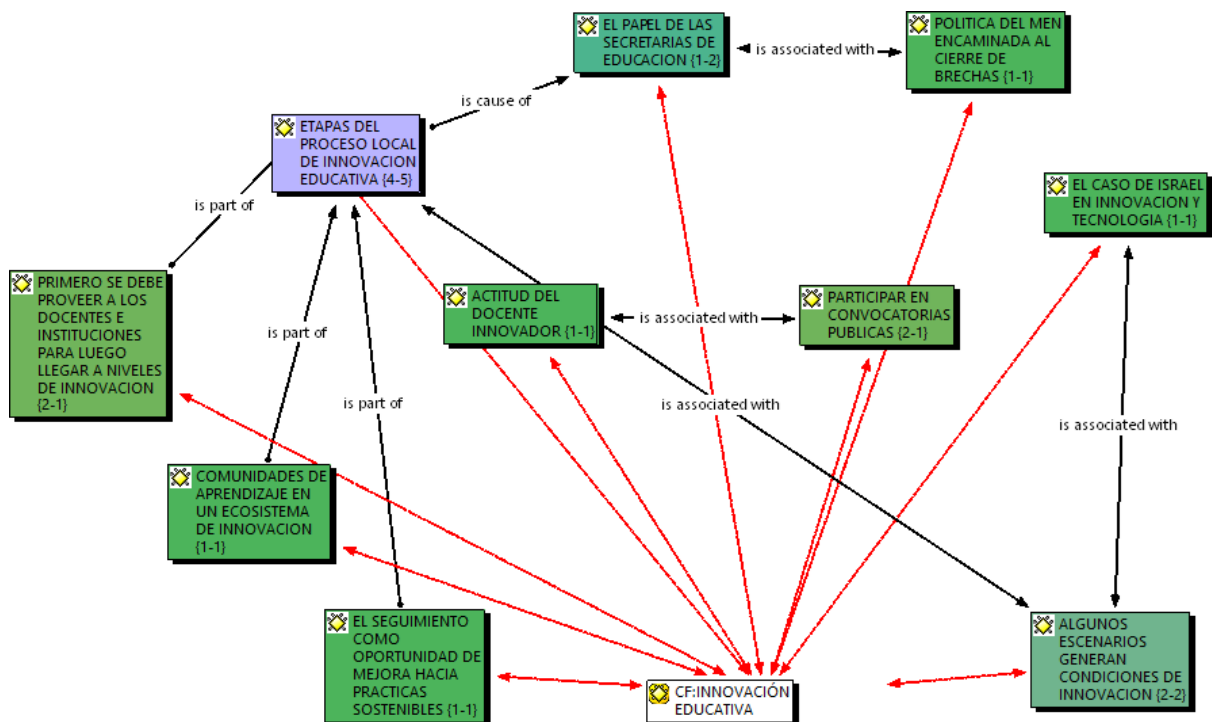 EL PAPEL DE LAS
SECRETARIAS DE
EDUCACION {1-2}
is associated with
POLITICA DEL MEN
ENCAMINADA AL
CIERRE DE
BRECHAS {1-1}
is cause of
ETAPAS DEL
PROCESO LOCAL
DE INNOVACION
EDUCATIVA {4-5}
is part of
EL CASO DE ISRAEL
EN INNOVACION Y
TECNOLOGIA {1-1}
PRIMERO SE DEBE
PROVEER A LOS
DOCENTES E
INSTITUCIONES
PARA LUEGO
LLEGAR A NIVELES
DE INNOVACION
{2-1}
is part of
ACTITUD DEL
DOCENTE
INNOVADOR {1-1}
is associated with
PARTICIPAR EN
CONVOCATORIAS
PUBLICAS {2-1}
is part of
is associated with
is associated with
COMUNIDADES DE
APRENDIZAJE EN
UN ECOSISTEMA
DE INNOVACION
{1-1}
EL SEGUIMIENTO
COMO
OPORTUNIDAD DE
MEJORA HACIA
PRACTICAS
SOSTENIBLES {1-1}
CF:INNOVACIÓN
EDUCATIVA
ALGUNOS
ESCENARIOS
GENERAN
CONDICIONES DE
INNOVACION {2-2}